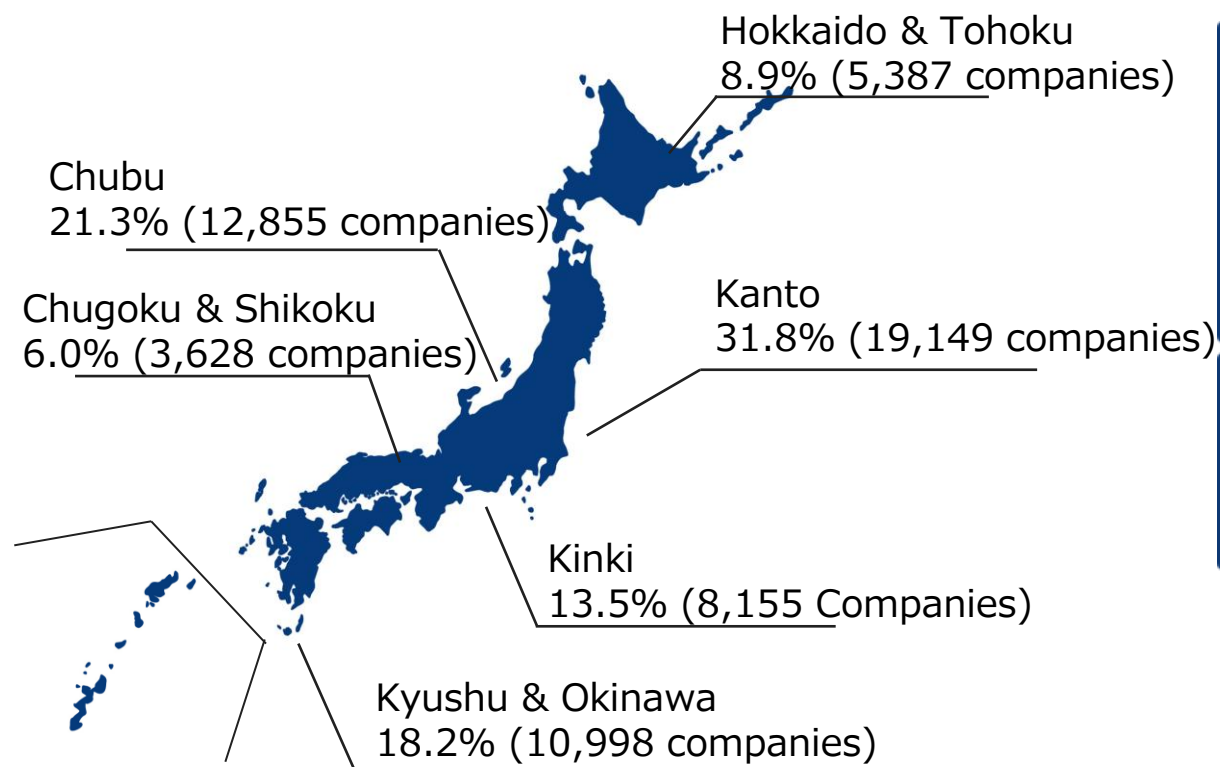 Hokkaido & Tohoku
8.9% (5,387 companies)
Chubu
21.3% (12,855 companies)
Chugoku & Shikoku
6.0% (3,628 companies)
Kanto
31.8% (19,149 companies)
Kinki
13.5% (8,155 Companies)
Kyushu & Okinawa
18.2% (10,998 companies)